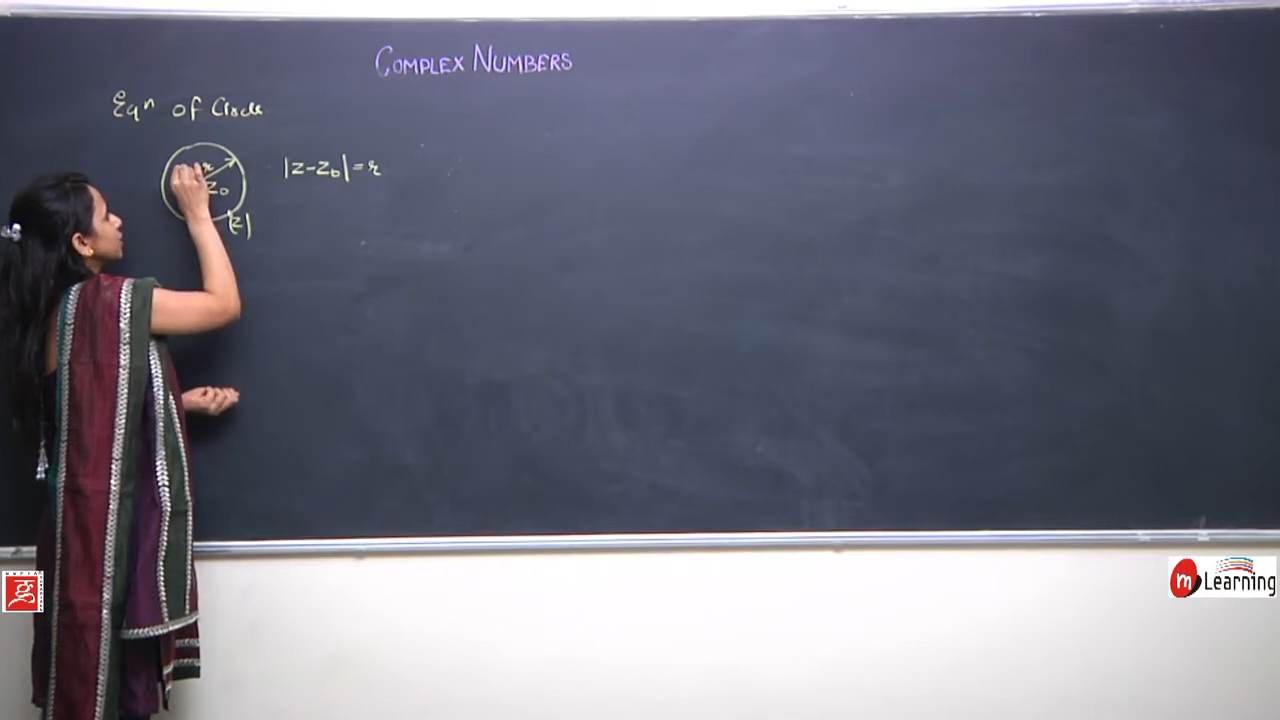 COMPLEX NUMBERS
Eqⁿ of Circle
r
|z-z₀|=r
z₀
(z)
m Learning